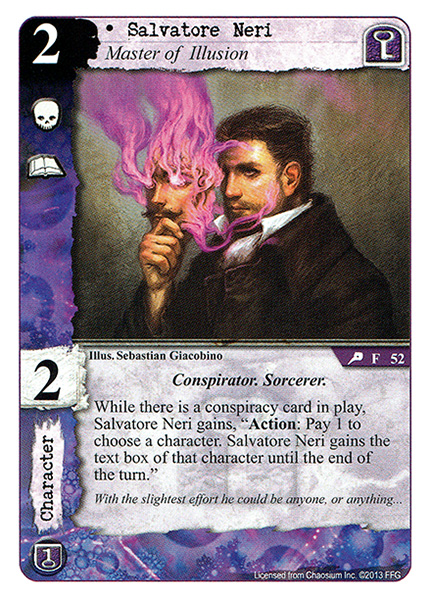 2
• Salvatore Neri
Master of Illusion
Illus. Sebastian Giacobino
F 52
2
Conspirator. Sorcerer.
While there is a conspiracy card in play,
Salvatore Neri gains, “Action: Pay 1 to
choose a character. Salvatore Neri gains the
text box of that character until the end of
the turn.”
With the slightest effort he could be anyone, or anything...
Character
1
Licensed from Chaosium Inc. ©2013 FFG